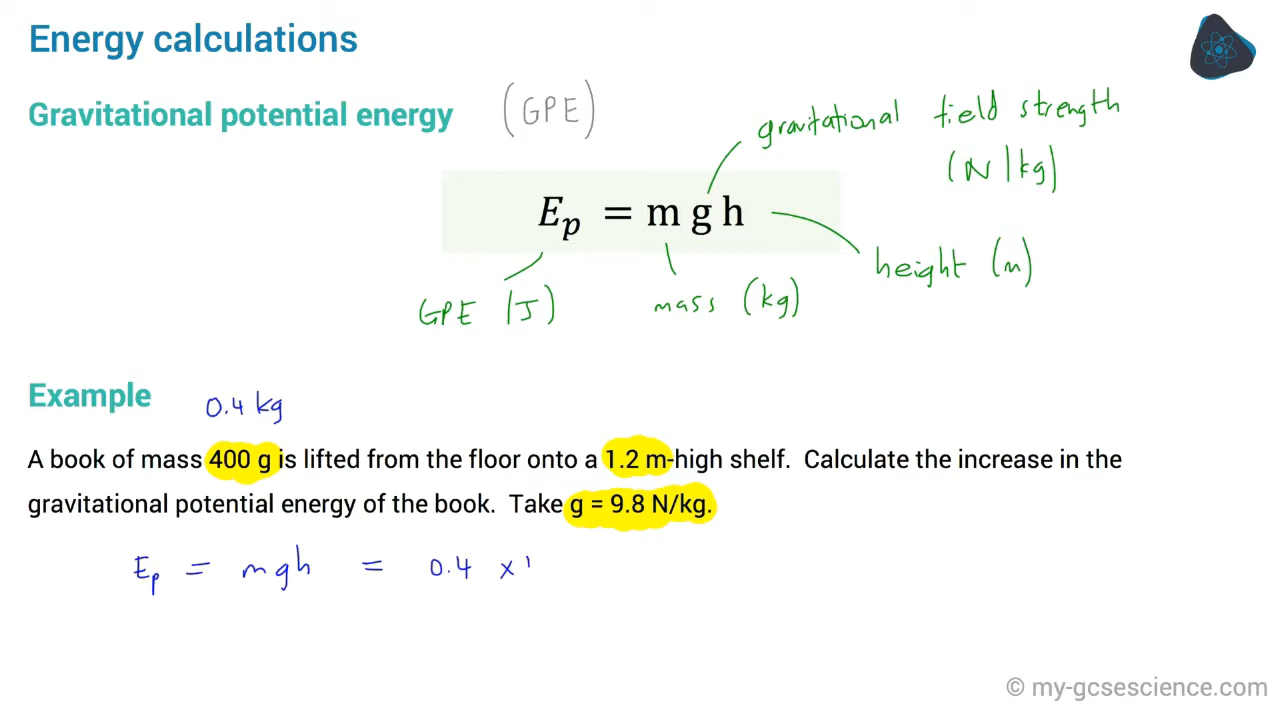 Energy calculations
Gravitational potential energy (GPE)
gravitational field strength
(N/kg)
E_p = m g h
height (m)
GPE (J)
mass (kg)
Example
0.4 kg
A book of mass 400 g is lifted from the floor onto a 1.2 m-high shelf. Calculate the increase in the
gravitational potential energy of the book. Take g = 9.8 N/kg.
E_p = mgh = 0.4 ×
© my-gcsescience.com